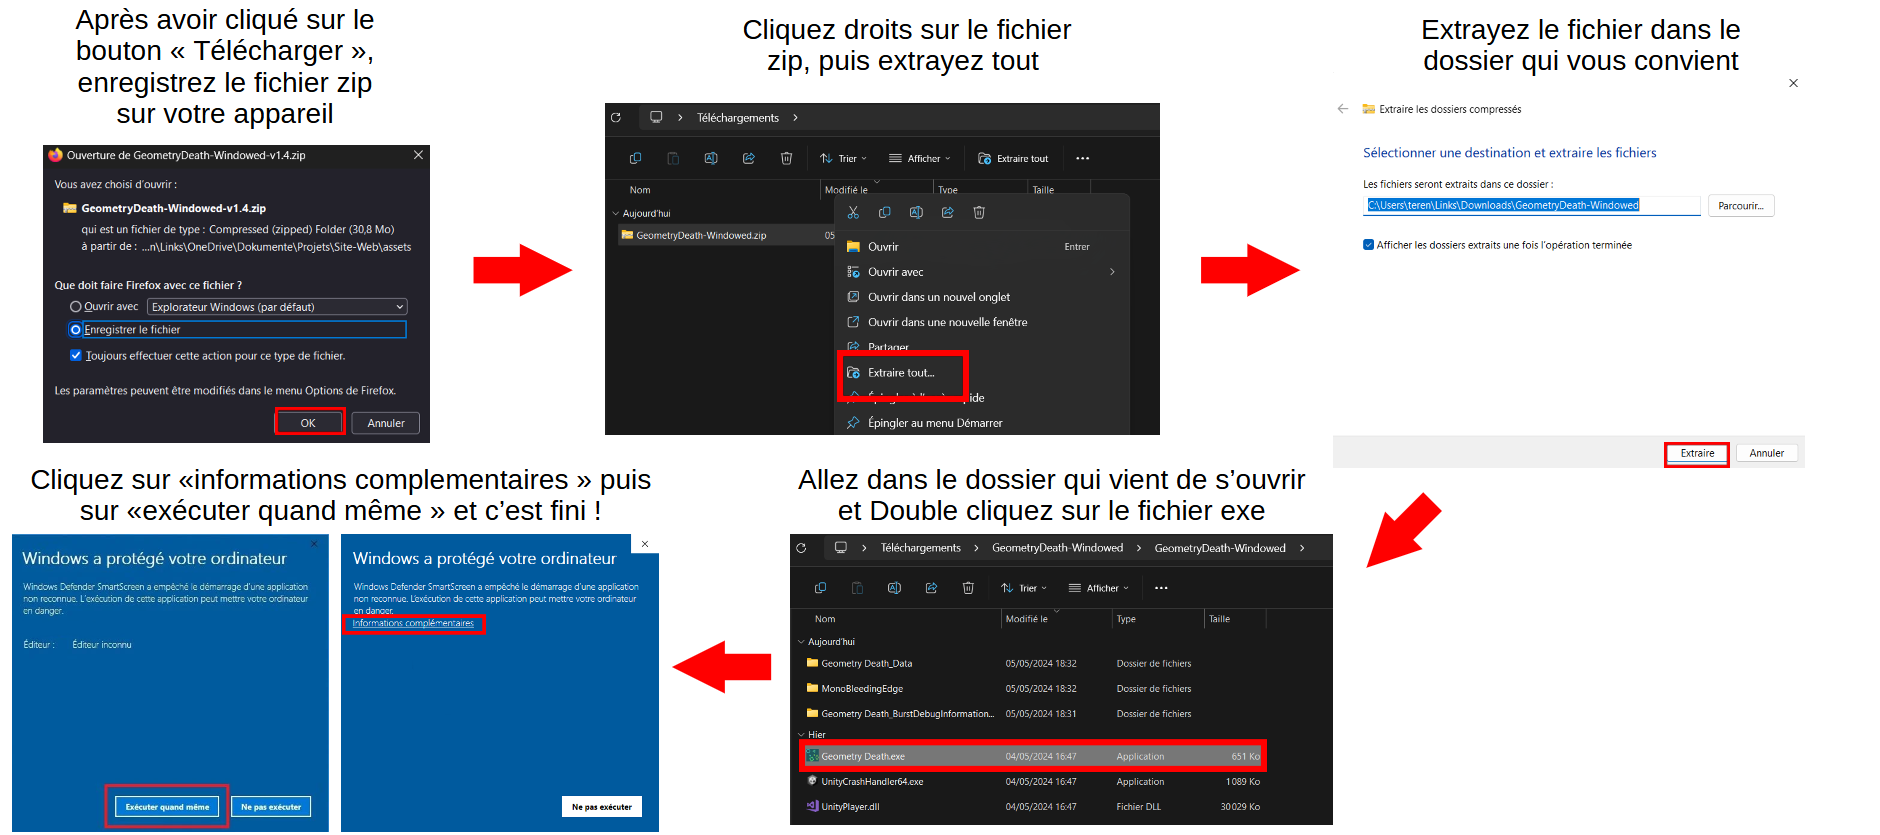 Après avoir cliqué sur le
bouton « Télécharger »,
enregistrez le fichier zip
sur votre appareil
Ouverture de GeometryDeath-Windowed-v1.4.zip
Vous avez choisi d'ouvrir :
GeometryDeath-Windowed-v1.4.zip
qui est un fichier de type : Compressed (zipped) Folder (30,8 Mo)
à partir de : ...n\Links\OneDrive\Dokumente\Projets\Site-Web\assets
Que doit faire Firefox avec ce fichier ?
Ouvrir avec Explorateur Windows (par défaut)
Enregistrer le fichier
Toujours effectuer cette action pour ce type de fichier.
Les paramètres peuvent être modifiés dans le menu Options de Firefox.
OK Annuler
Cliquez droits sur le fichier
zip, puis extrayez tout
Téléchargements
Trier Afficher Extraire tout
Nom Modifié le Type Taille
Aujourd'hui
GeometryDeath-Windowed.zip 05
Ouvrir Entrer
Ouvrir avec
Ouvrir dans un nouvel onglet
Ouvrir dans une nouvelle fenêtre
Partager
Extraire tout...
Épingler au menu Démarrer
Extrayez le fichier dans le
dossier qui vous convient
Extraire les dossiers compressés
Sélectionner une destination et extraire les fichiers
Les fichiers seront extraits dans ce dossier :
C:\Users\teren\Links\Downloads\GeometryDeath-Windowed Parcourir...
Afficher les dossiers extraits une fois l'opération terminée
Extraire Annuler
Allez dans le dossier qui vient de s'ouvrir
et Double cliquez sur le fichier exe
Téléchargements GeometryDeath-Windowed GeometryDeath-Windowed
Trier Afficher
Nom Modifié le Type Taille
Aujourd'hui
Geometry Death_Data 05/05/2024 18:32 Dossier de fichiers
MonoBleedingEdge 05/05/2024 18:32 Dossier de fichiers
Geometry Death_BurstDebugInformation... 05/05/2024 18:31 Dossier de fichiers
Hier
Geometry Death.exe 04/05/2024 16:47 Application 651 Ko
UnityCrashHandler64.exe 04/05/2024 16:47 Application 1 089 Ko
UnityPlayer.dll 04/05/2024 16:47 Fichier DLL 30 029 Ko
Cliquez sur «informations complementaires » puis
sur «exécuter quand même » et c'est fini !
Windows a protégé votre ordinateur
Windows Defender SmartScreen a empêché le démarrage d'une application
non reconnue. L'exécution de cette application peut mettre votre ordinateur
en danger.
Informations complémentaires
Ne pas exécuter
Windows a protégé votre ordinateur
Windows Defender SmartScreen a empêché le démarrage d'une application
non reconnue. L'exécution de cette application peut mettre votre ordinateur
en danger.
Éditeur : Éditeur inconnu
Exécuter quand même Ne pas exécuter